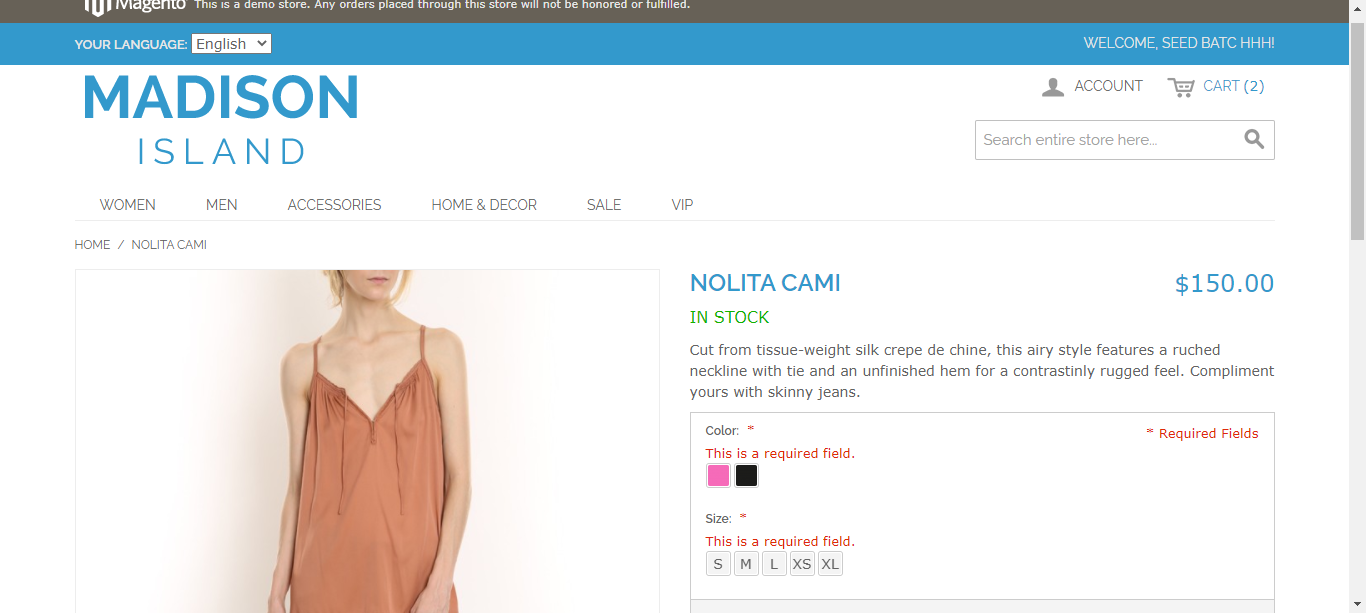 Magento This is a demo store. Any orders placed through this store will not be honored or fulfilled.
YOUR LANGUAGE: English
WELCOME, SEED BATC HHH!
MADISON
ISLAND
ACCOUNT CART (2)
Search entire store here...
WOMEN MEN ACCESSORIES HOME & DECOR SALE VIP
HOME / NOLITA CAMI
NOLITA CAMI
$150.00
IN STOCK
Cut from tissue-weight silk crepe de chine, this airy style features a ruched
neckline with tie and an unfinished hem for a contrastinly rugged feel. Compliment
yours with skinny jeans.
Color: *
* Required Fields
This is a required field.
Size: *
This is a required field.
S M L XS XL